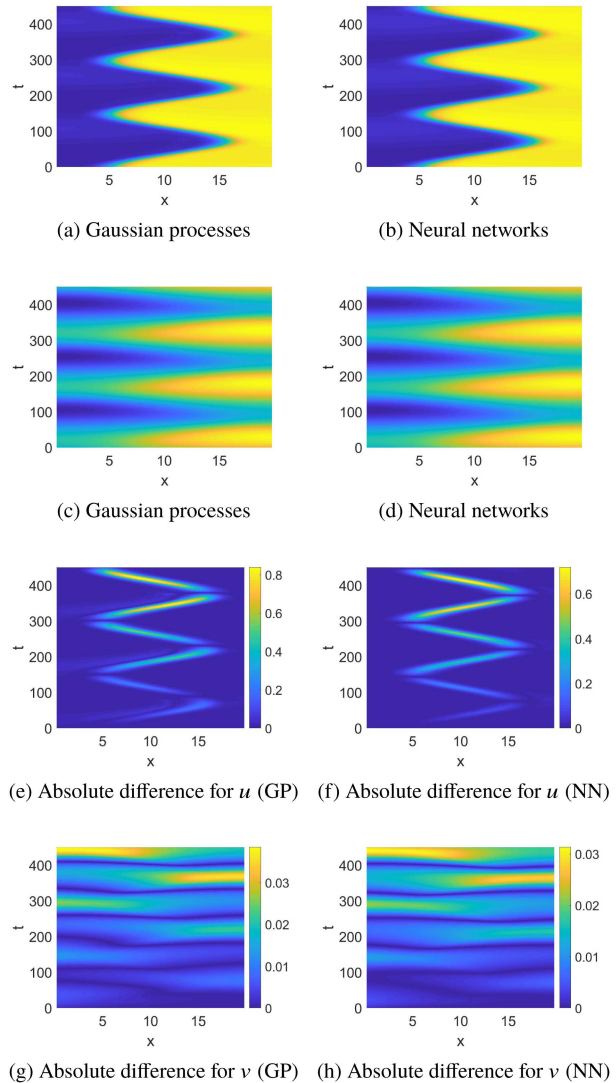 400
300
t
200
100
0
5 10 15
x
400
300
t
200
100
0
5 10 15
x
(a) Gaussian processes
(b) Neural networks
400
300
t
200
100
0
5 10 15
x
400
300
t
200
100
0
5 10 15
x
(c) Gaussian processes
(d) Neural networks
400
300
t
200
100
0
5 10 15
x
0.8
0.6
0.4
0.2
0
400
300
t
200
100
0
5 10 15
x
0.6
0.4
0.2
0
(e) Absolute difference for u (GP)
(f) Absolute difference for u (NN)
400
300
t
200
100
0
5 10 15
x
0.03
0.02
0.01
0
400
300
t
200
100
0
5 10 15
x
0.03
0.02
0.01
0
(g) Absolute difference for v (GP)
(h) Absolute difference for v (NN)